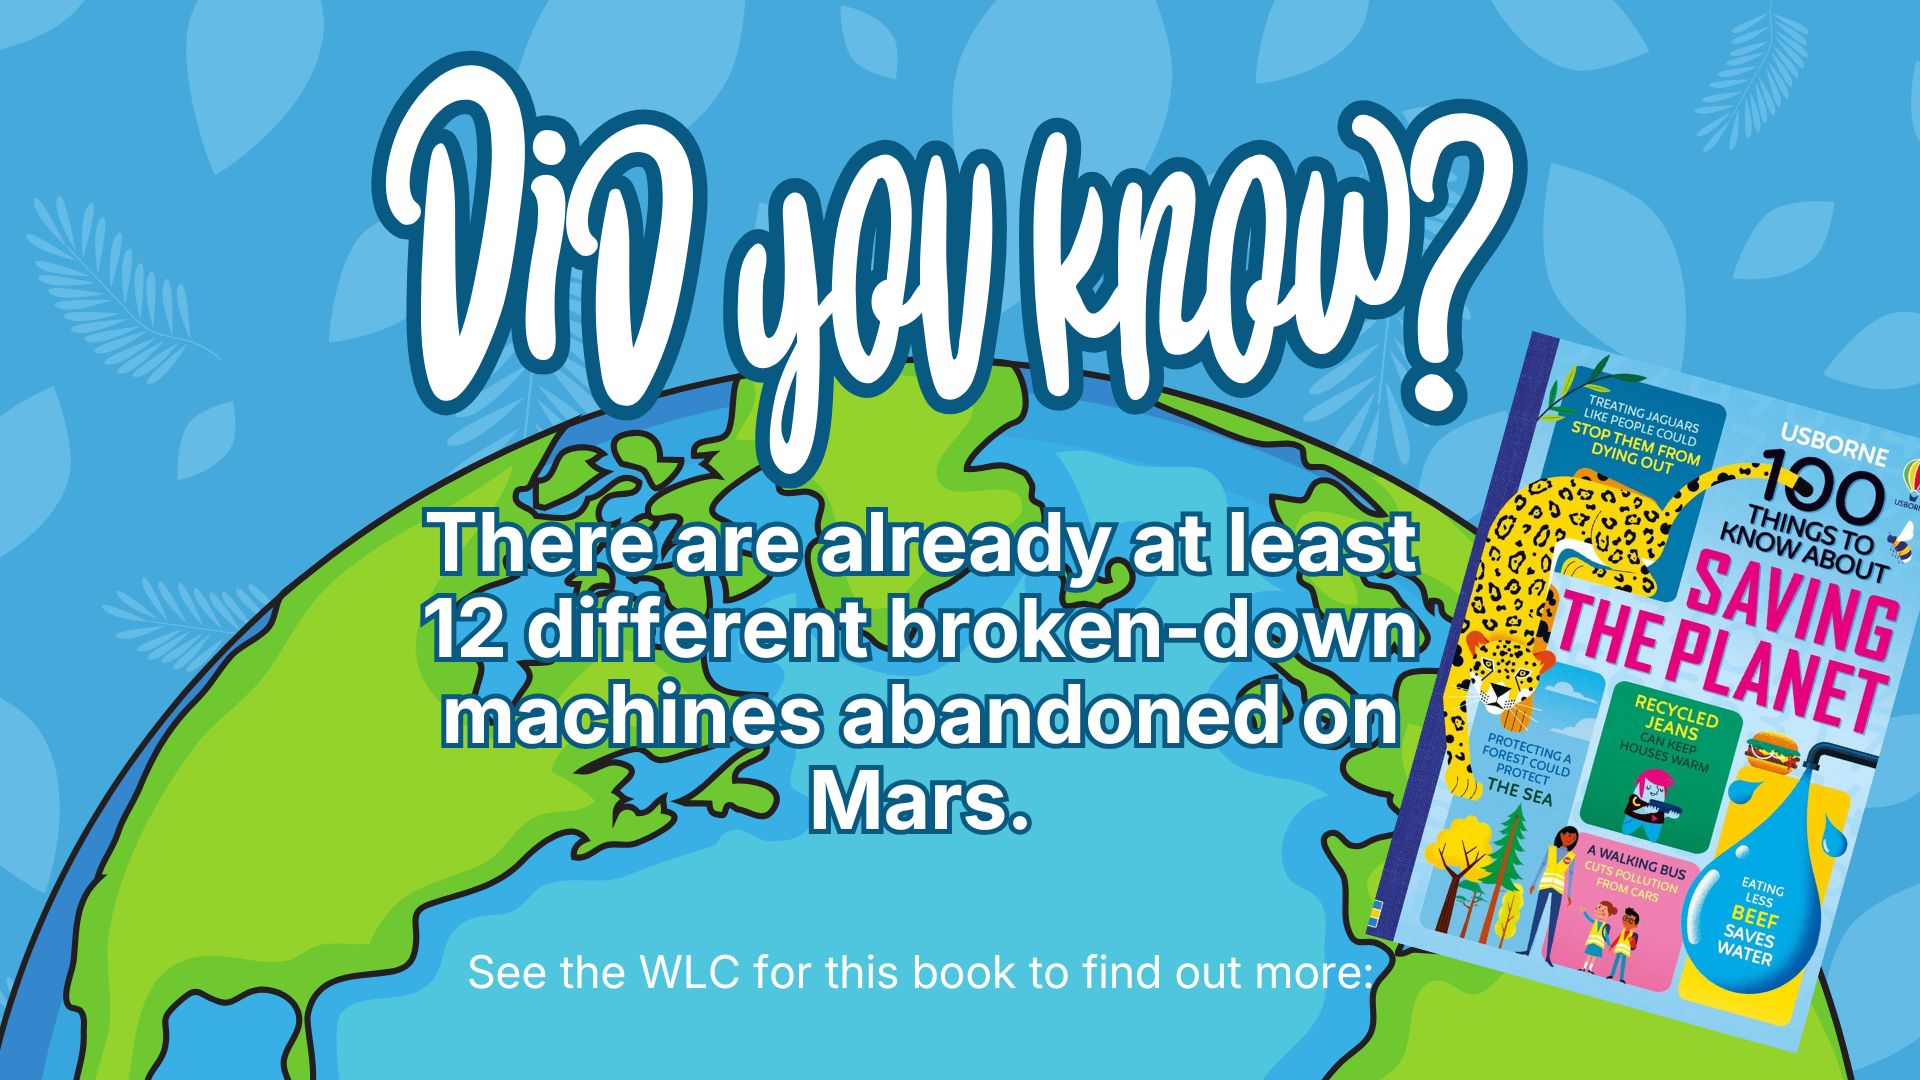 Did you know?
There are already at least
12 different broken-down
machines abandoned on
Mars.
See the WLC for this book to find out more:
TREATING JAGUARS
LIKE PEOPLE COULD
STOP THEM FROM
DYING OUT
USBORNE
100
THINGS TO
KNOW ABOUT
SAVING
THE PLANET
RECYCLED
JEANS
CAN KEEP
HOUSES WARM
PROTECTING A
FOREST COULD
PROTECT
THE SEA
A WALKING BUS
CUTS POLLUTION
FROM CARS
EATING
LESS
BEEF
SAVES
WATER